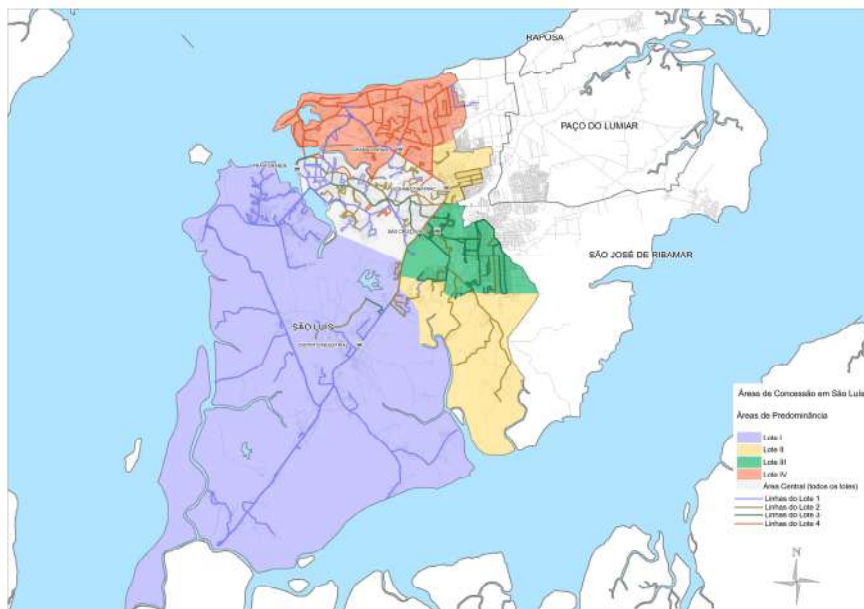 RAPOSA
PAÇO DO LUMIAR
SÃO JOSÉ DE RIBAMAR
SÃO LUÍS
DISTRITO INDUSTRIAL
Áreas de Concessão em São Luís
Áreas de Predominância
Lote I
Lote II
Lote III
Lote IV
Área Central (todos os lotes)
Linhas do Lote 1
Linhas do Lote 2
Linhas do Lote 3
Linhas do Lote 4
N